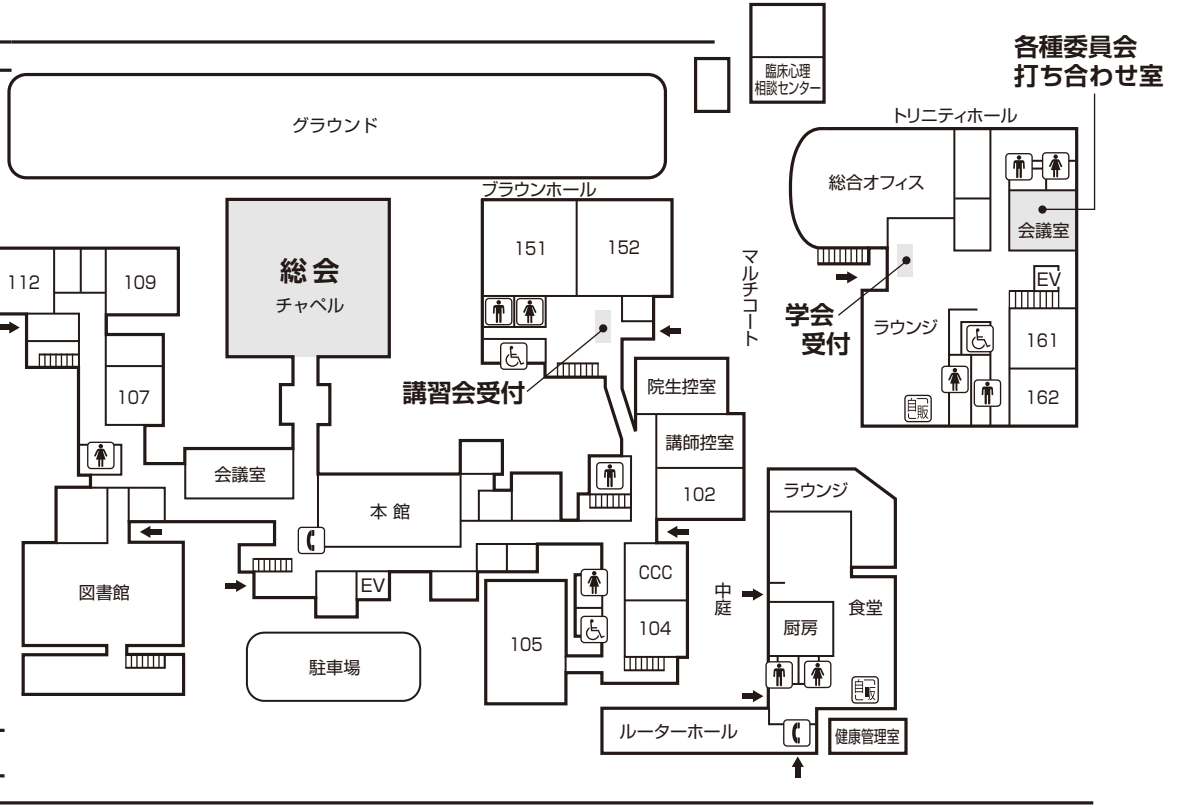 各種委員会
打ち合わせ室
臨床心理
相談センター
トリニティホール
グラウンド
総合オフィス
会議室
ブラウンホール
151
152
112
109
総会
チャペル
マルチコート
EV
学会
受付
ラウンジ
161
162
自販
講習会受付
院生控室
107
講師控室
102
会議室
本館
ラウンジ
図書館
EV
CCC
104
105
中庭
食堂
厨房
自販
駐車場
ルーターホール
健康管理室